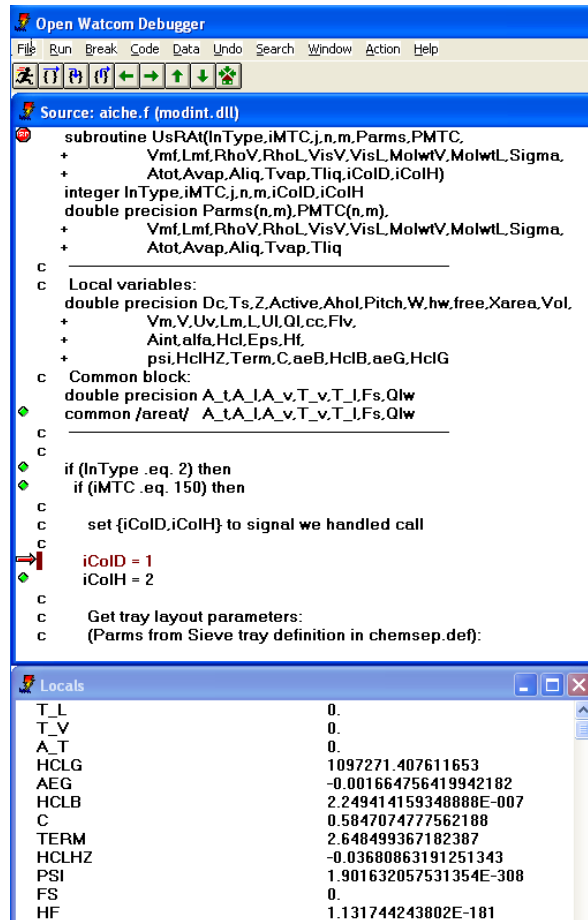 Open Watcom Debugger
File Run Break Code Data Undo Search Window Action Help
Source: aiche.f (modint.dll)
subroutine UsRAt(InType,iMTC,j,n,m,Parms,PMTC,
+ Vmf,Lmf,RhoV,RhoL,VisV,VisL,MolwtV,MolwtL,Sigma,
+ Atot,Avap,Aliq,Tvap,Tliq,iColD,iColH)
integer InType,iMTC,j,n,m,iColD,iColH
double precision Parms(n,m),PMTC(n,m),
+ Vmf,Lmf,RhoV,RhoL,VisV,VisL,MolwtV,MolwtL,Sigma,
+ Atot,Avap,Aliq,Tvap,Tliq
c
c Local variables:
double precision Dc,Ts,Z,Active,Ahol,Pitch,W,hw,free,Xarea,Vol,
+ Vm,V,Uv,Lm,L,Ul,Ql,cc,Flv,
+ Aint,alfa,Hcl,Eps,Hf,
+ psi,HclHZ,Term,C,aeB,HclB,aeG,HclG
c Common block:
double precision A_t,A_l,A_v,T_v,T_l,Fs,Qlw
common /areat/ A_t,A_l,A_v,T_v,T_l,Fs,Qlw
c
c
if (InType .eq. 2) then
if (iMTC .eq. 150) then
c
c set {iColD,iColH} to signal we handled call
c
iColD = 1
iColH = 2
c
c Get tray layout parameters:
c (Parms from Sieve tray definition in chemsep.def):
Locals
T_L 0.
T_V 0.
A_T 0.
HCLG 1097271.407611653
AEG -0.001664756419942182
HCLB 2.249414159348888E-007
C 0.5847074777562188
TERM 2.648499367182387
HCLHZ -0.03680863191251343
PSI 1.901632057531354E-308
FS 0.
HF 1.131744243802E-181